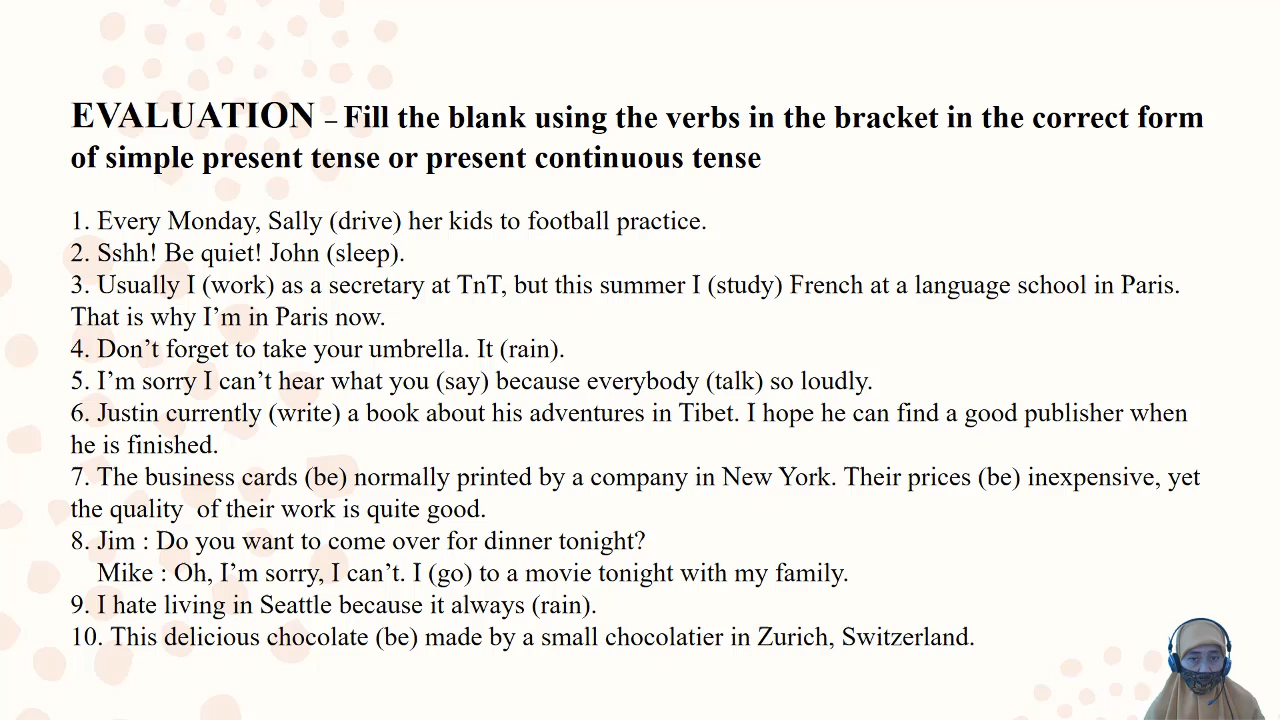 EVALUATION – Fill the blank using the verbs in the bracket in the correct form
of simple present tense or present continuous tense
1. Every Monday, Sally (drive) her kids to football practice.
2. Sshh! Be quiet! John (sleep).
3. Usually I (work) as a secretary at TnT, but this summer I (study) French at a language school in Paris.
That is why I’m in Paris now.
4. Don’t forget to take your umbrella. It (rain).
5. I’m sorry I can’t hear what you (say) because everybody (talk) so loudly.
6. Justin currently (write) a book about his adventures in Tibet. I hope he can find a good publisher when
he is finished.
7. The business cards (be) normally printed by a company in New York. Their prices (be) inexpensive, yet
the quality  of their work is quite good.
8. Jim : Do you want to come over for dinner tonight?
Mike : Oh, I’m sorry, I can’t. I (go) to a movie tonight with my family.
9. I hate living in Seattle because it always (rain).
10. This delicious chocolate (be) made by a small chocolatier in Zurich, Switzerland.